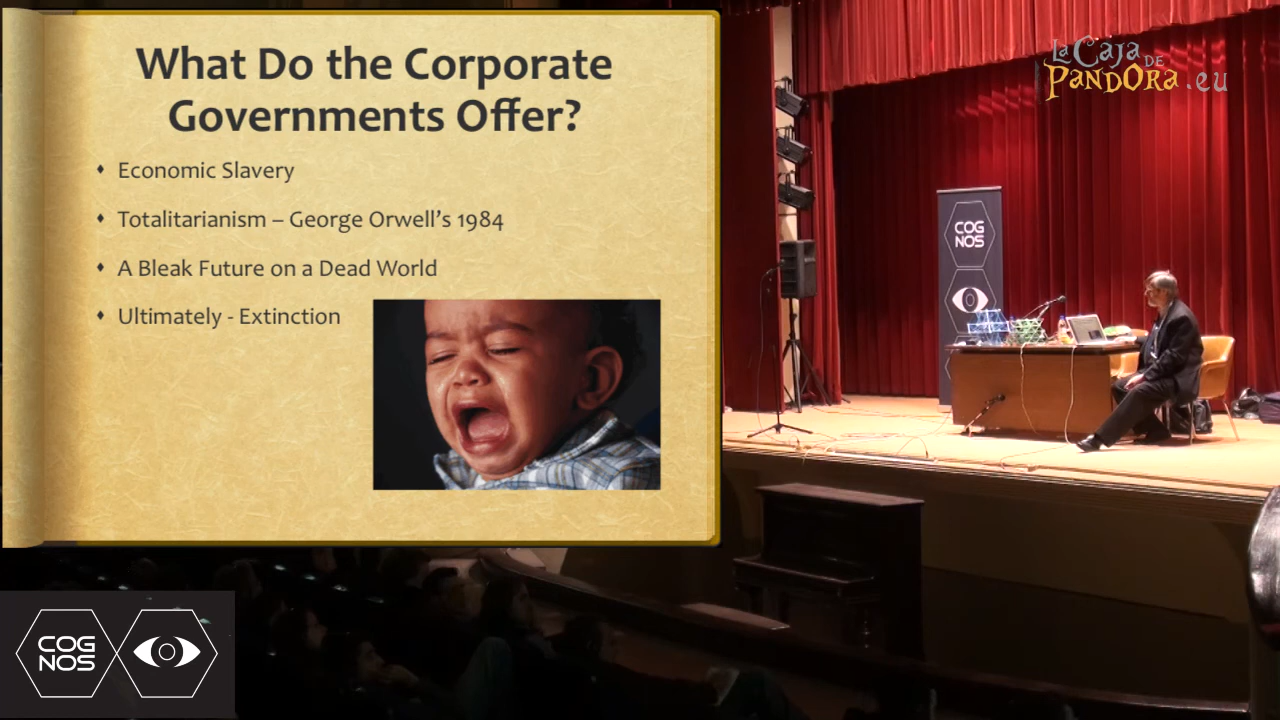 What Do the Corporate
Governments Offer?
Economic Slavery
Totalitarianism – George Orwell's 1984
A Bleak Future on a Dead World
Ultimately - Extinction
La Caja
DE
PandOra.eu
COG
NOS
COG
NOS